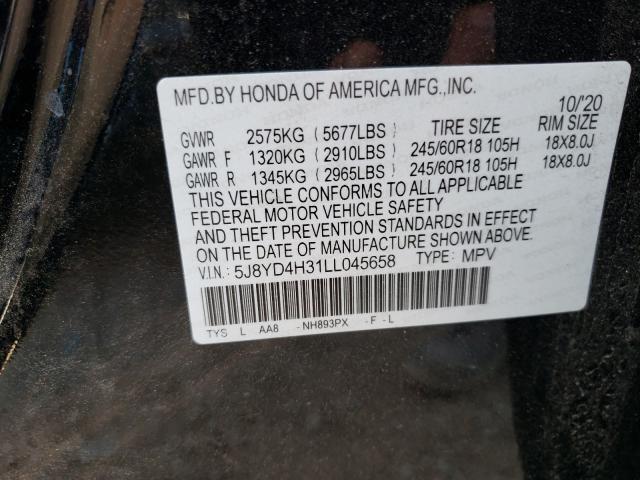 MFD.BY HONDA OF AMERICA MFG.,INC.
10/'20
GVWR 2575KG (5677LBS) TIRE SIZE RIM SIZE
GAWR F 1320KG (2910LBS) 245/60R18 105H 18X8.0J
GAWR R 1345KG (2965LBS) 245/60R18 105H 18X8.0J
THIS VEHICLE CONFORMS TO ALL APPLICABLE
FEDERAL MOTOR VEHICLE SAFETY
AND THEFT PREVENTION STANDARDS IN EFFECT
ON THE DATE OF MANUFACTURE SHOWN ABOVE.
V.I.N.: 5J8YD4H31LL045658 TYPE: MPV
TYS L AA8 -NH893PX -F -L